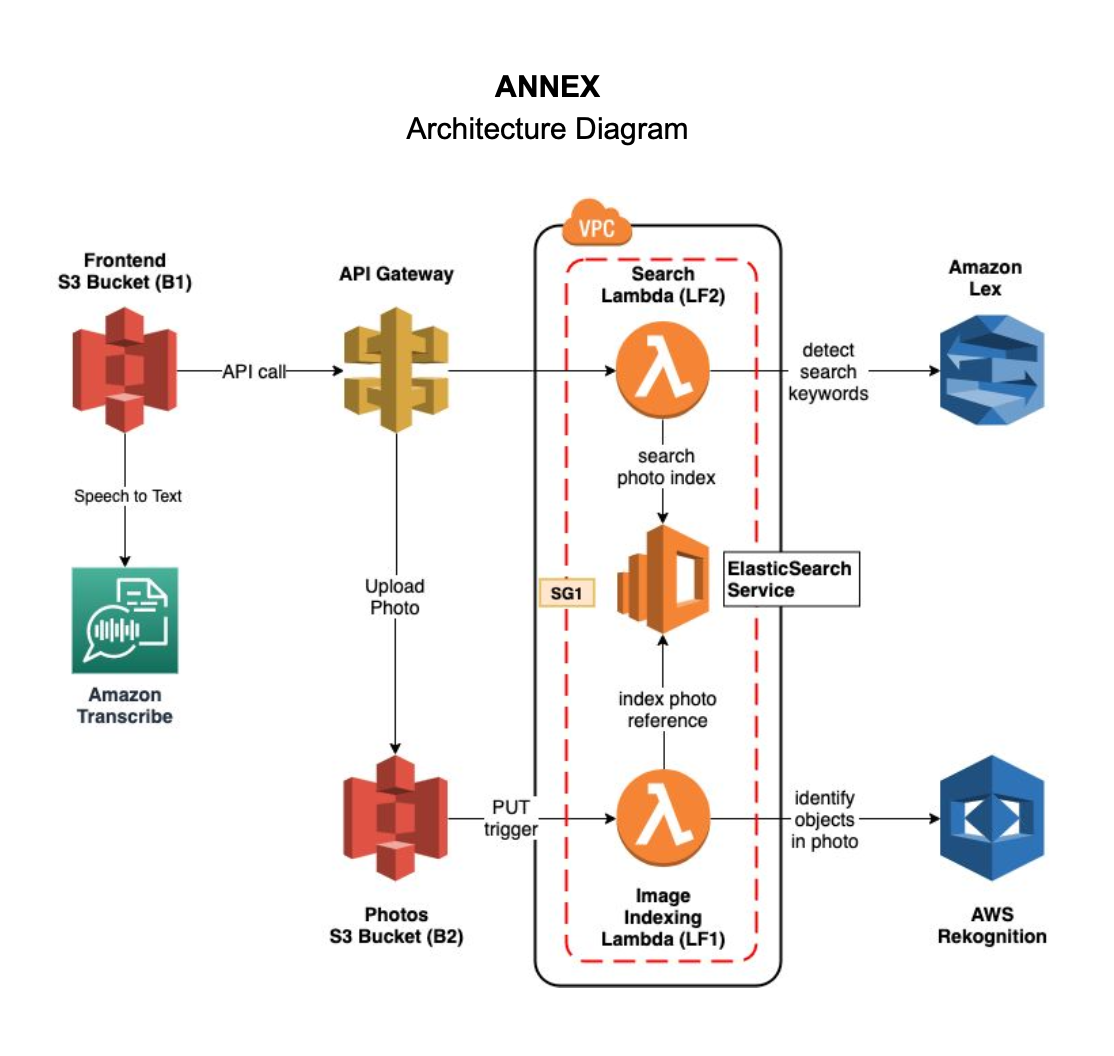 ANNEX
Architecture Diagram
VPC
Frontend
S3 Bucket (B1)
API Gateway
Search
Lambda (LF2)
Amazon
Lex
API call
detect
search
keywords
search
photo index
Speech to Text
ElasticSearch
Service
SG1
Upload
Photo
Amazon
Transcribe
index photo
reference
PUT
trigger
identify
objects
in photo
Photos
S3 Bucket (B2)
Image
Indexing
Lambda (LF1)
AWS
Rekognition